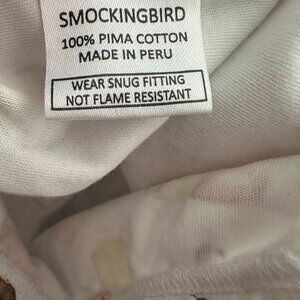 SMOCKINGBIRD
100% PIMA COTTON
MADE IN PERU
WEAR SNUG FITTING
NOT FLAME RESISTANT